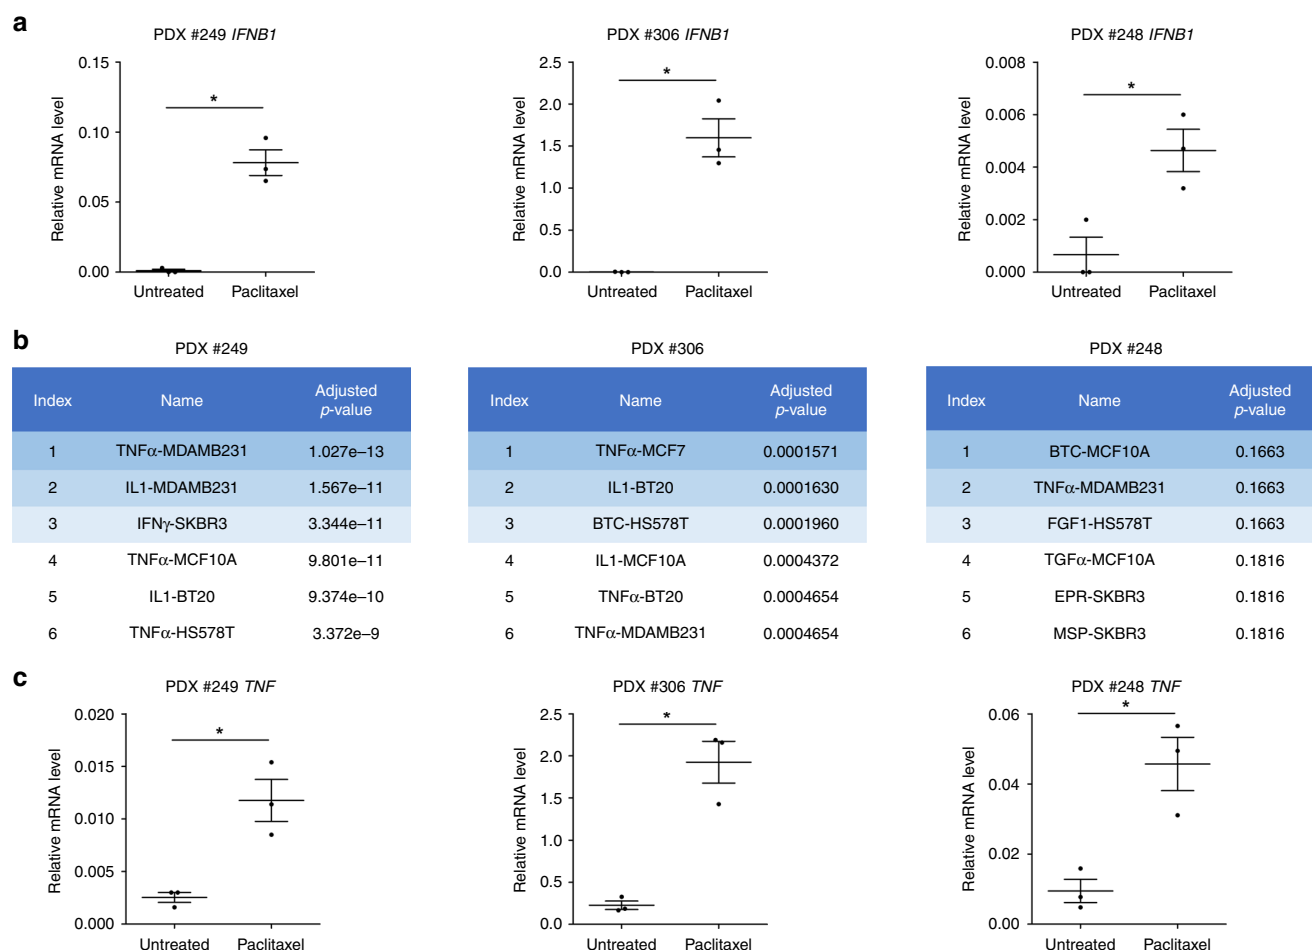 a
PDX #249 IFNB1
Relative mRNA level
0.15
0.10
0.05
0.00
*
Untreated
Paclitaxel
PDX #306 IFNB1
Relative mRNA level
2.5
2.0
1.5
1.0
0.5
0.0
*
Untreated
Paclitaxel
PDX #248 IFNB1
Relative mRNA level
0.008
0.006
0.004
0.002
0.000
*
Untreated
Paclitaxel
b
PDX #249
Index Name Adjusted p-value
1 TNFα-MDAMB231 1.027e–13
2 IL1-MDAMB231 1.567e–11
3 IFNγ-SKBR3 3.344e–11
4 TNFα-MCF10A 9.801e–11
5 IL1-BT20 9.374e–10
6 TNFα-HS578T 3.372e–9
PDX #306
Index Name Adjusted p-value
1 TNFα-MCF7 0.0001571
2 IL1-BT20 0.0001630
3 BTC-HS578T 0.0001960
4 IL1-MCF10A 0.0004372
5 TNFα-BT20 0.0004654
6 TNFα-MDAMB231 0.0004654
PDX #248
Index Name Adjusted p-value
1 BTC-MCF10A 0.1663
2 TNFα-MDAMB231 0.1663
3 FGF1-HS578T 0.1663
4 TGFα-MCF10A 0.1816
5 EPR-SKBR3 0.1816
6 MSP-SKBR3 0.1816
c
PDX #249 TNF
Relative mRNA level
0.020
0.015
0.010
0.005
0.000
*
Untreated
Paclitaxel
PDX #306 TNF
Relative mRNA level
2.5
2.0
1.5
1.0
0.5
0.0
*
Untreated
Paclitaxel
PDX #248 TNF
Relative mRNA level
0.06
0.04
0.02
0.00
*
Untreated
Paclitaxel